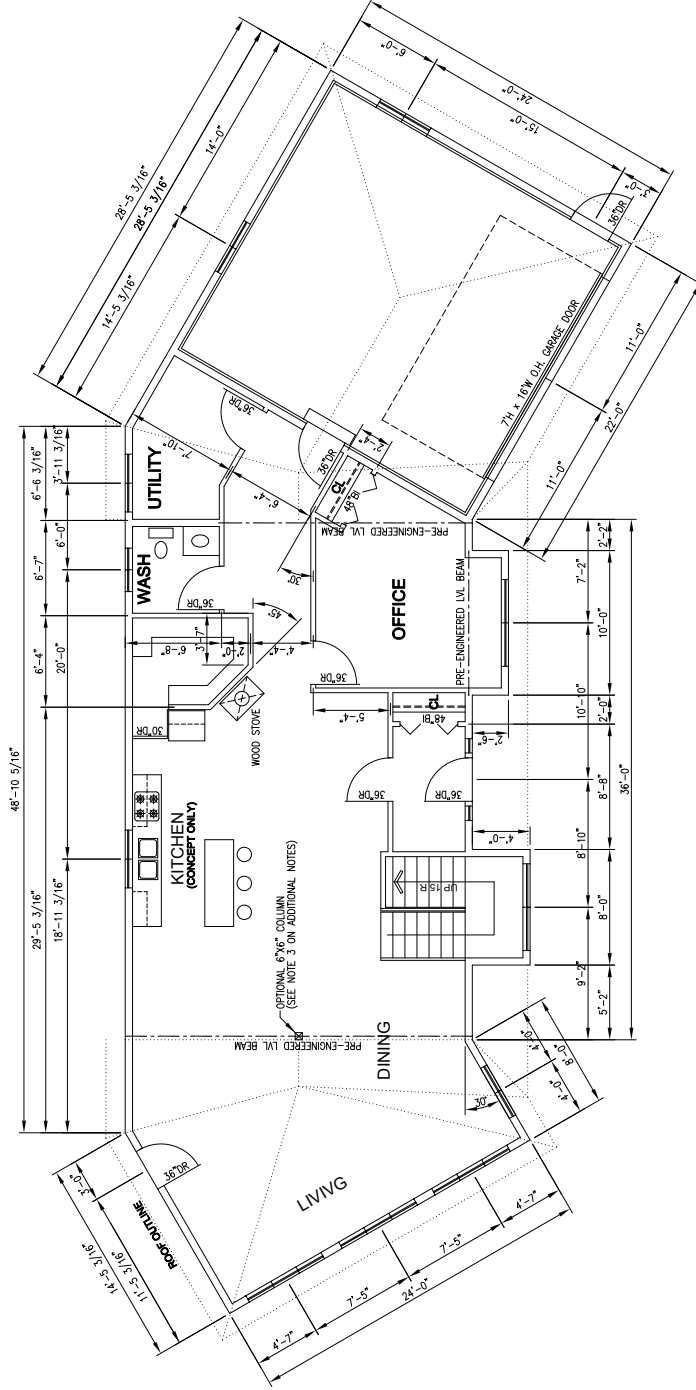 28'-5 3/16"
28'-5 3/16"
14'-5 3/16"
14'-0"
6'-0"
24'-0"
15'-0"
3'-0"
36"DR
7'H x 16'W O.H. GARAGE DOOR
11'-0"
22'-0"
11'-0"
48'-10 5/16"
6'-6 3/16"
3'-11 3/16"
6'-7"
6'-0"
6'-4"
20'-0"
29'-5 3/16"
18'-11 3/16"
UTILITY
7'-10"
36"DR
6'-4"
36"DR
CL
48"BI
2'-4"
WASH
36"DR
30°
45°
PRE-ENGINEERED LVL BEAM
OFFICE
PRE-ENGINEERED LVL BEAM
36"DR
6'-8"
2'-0"
3'-7"
4'-4"
5'-4"
30"DR
WOOD STOVE
CL
48"BI
36"DR
36"DR
2'-6"
4'-0"
KITCHEN
(CONCEPT ONLY)
UP 15R
OPTIONAL 6"X6" COLUMN
(SEE NOTE 3 ON ADDITIONAL NOTES)
PRE-ENGINEERED LVL BEAM
DINING
LIVIVG
36"DR
30°
ROOF OUTLINE
3'-0"
14'-5 3/16"
11'-5 3/16"
4'-7"
7'-5"
24'-0"
7'-5"
4'-7"
4'-0"
4'-0"
8'-0"
7'-2"
2'-2"
10'-0"
10'-10"
2'-0"
8'-8"
8'-10"
8'-0"
9'-2"
5'-2"
36'-0"